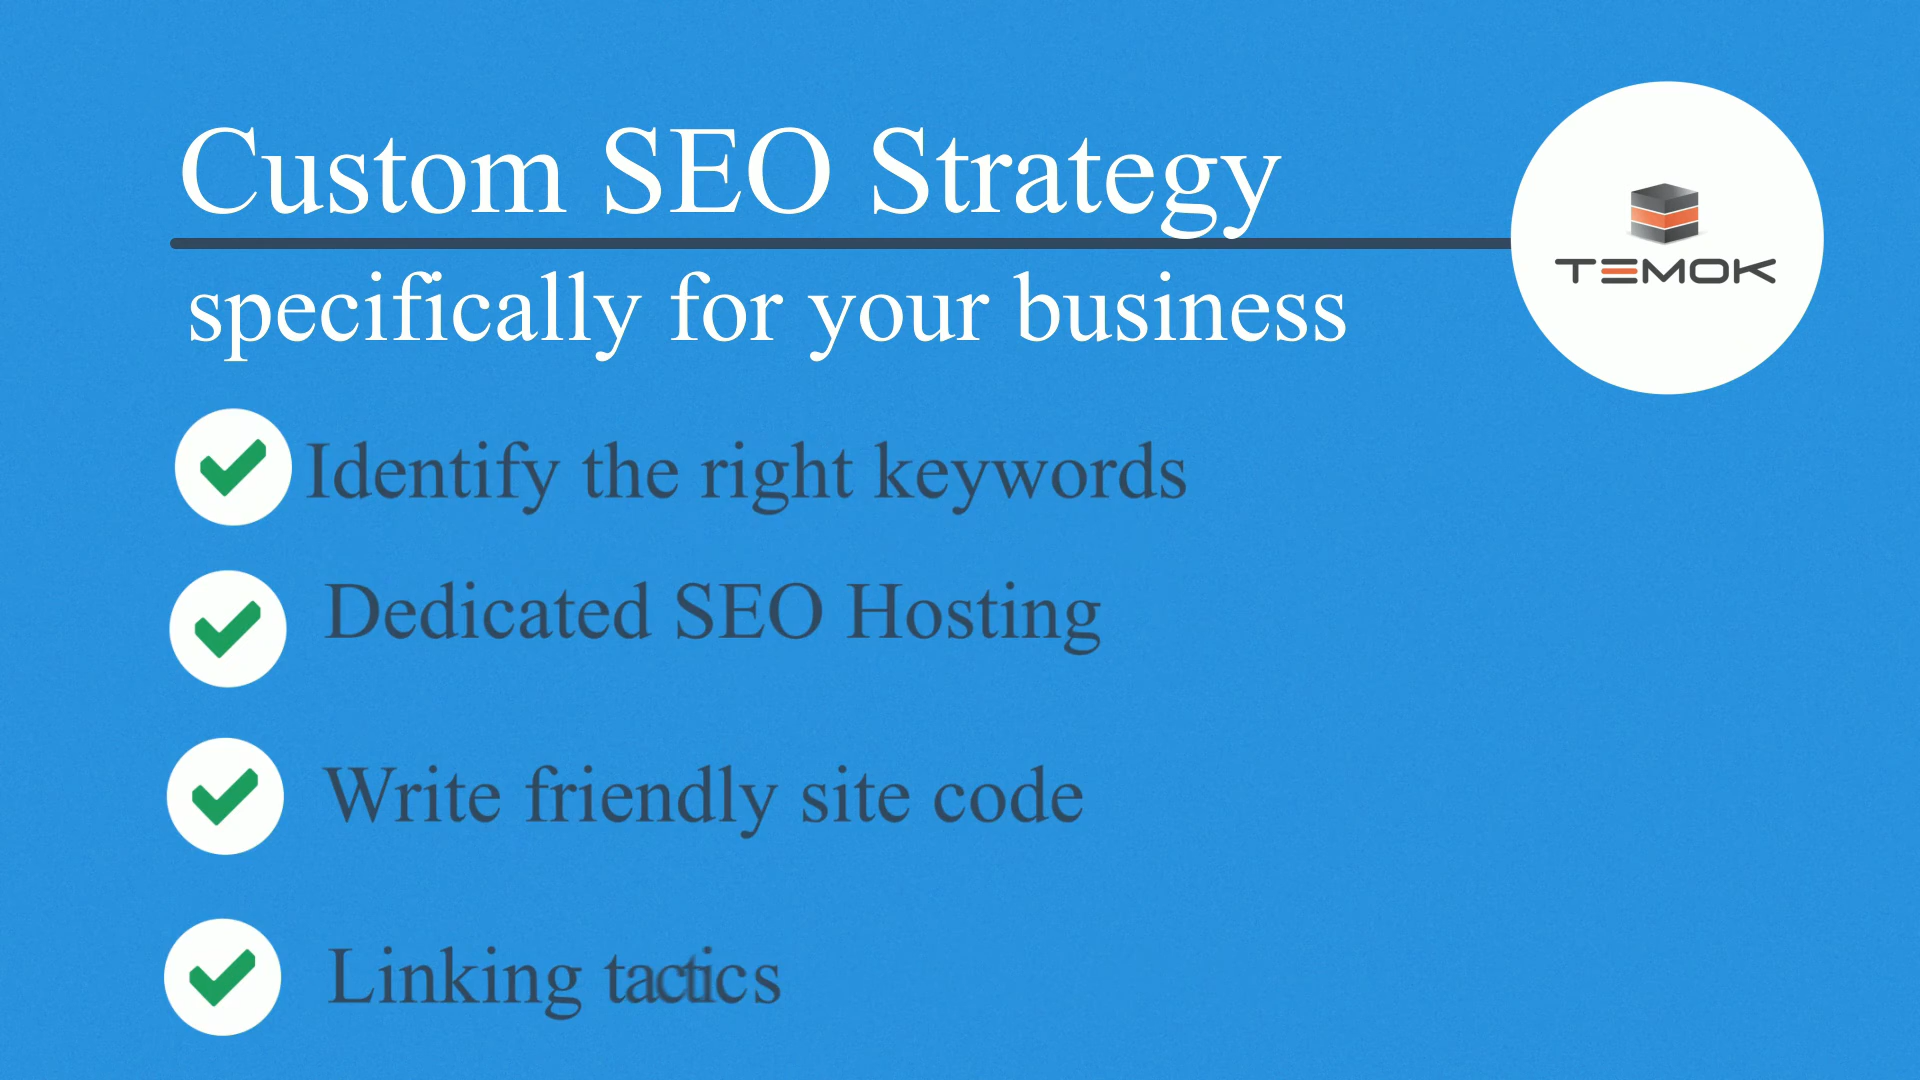 Custom SEO Strategy
TEMOK
specifically for your business
Identify the right keywords
Dedicated SEO Hosting
Write friendly site code
Linking tactics